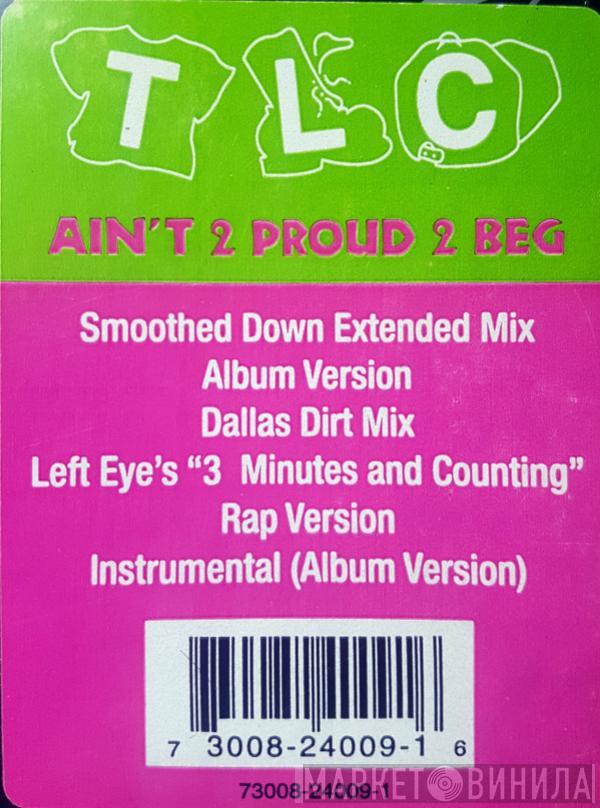 TLC
AIN'T 2 PROUD 2 BEG
Smoothed Down Extended Mix
Album Version
Dallas Dirt Mix
Left Eye's “3 Minutes and Counting”
Rap Version
Instrumental (Album Version)
7 3008-24009-1 6
73008-24009-1
МАРКЕТ ВИНИЛА